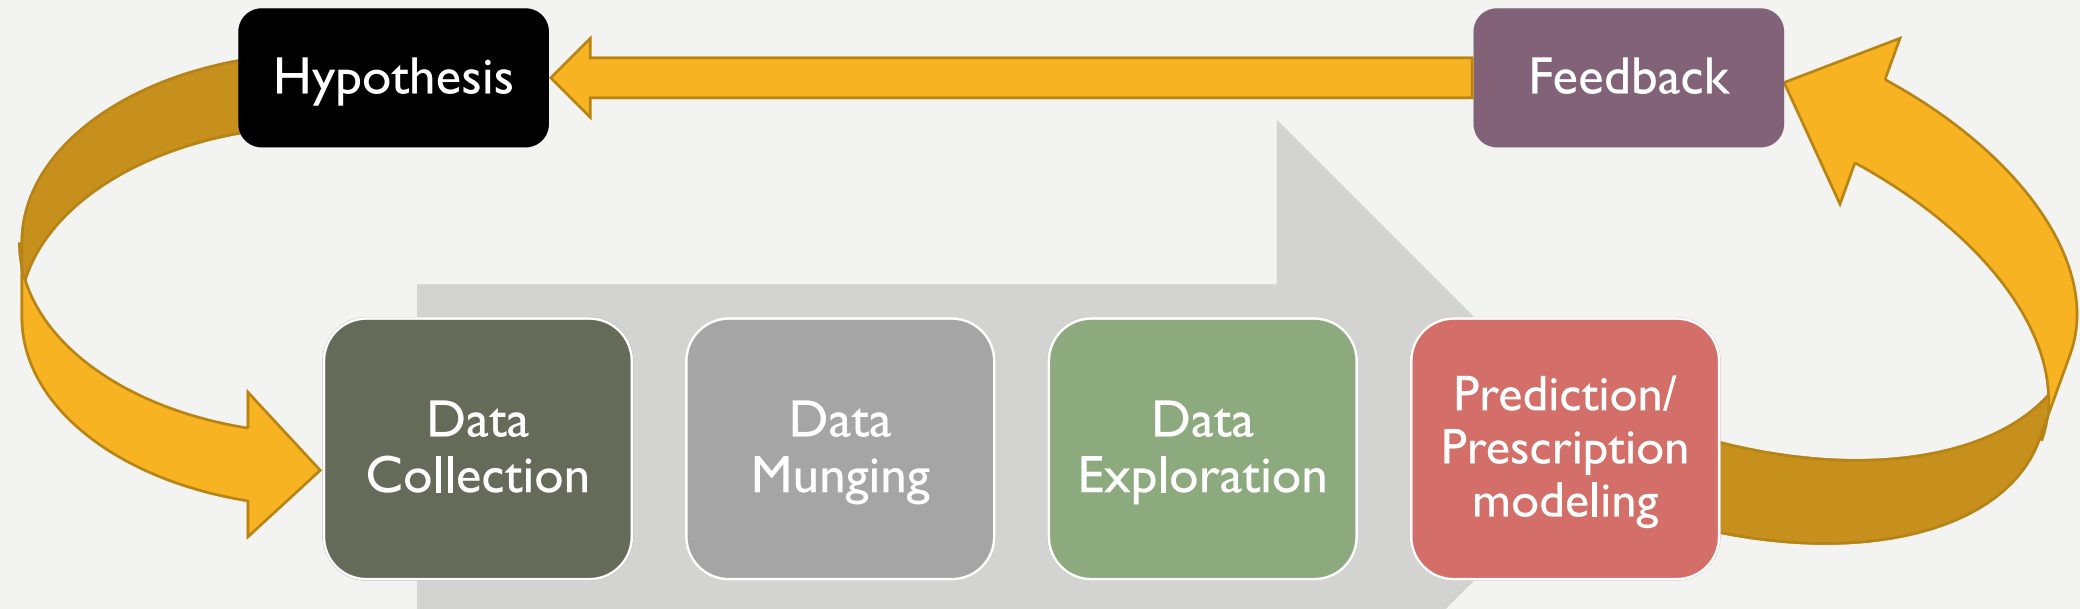 Hypothesis
Feedback
Data
Collection
Data
Munging
Data
Exploration
Prediction/
Prescription
modeling